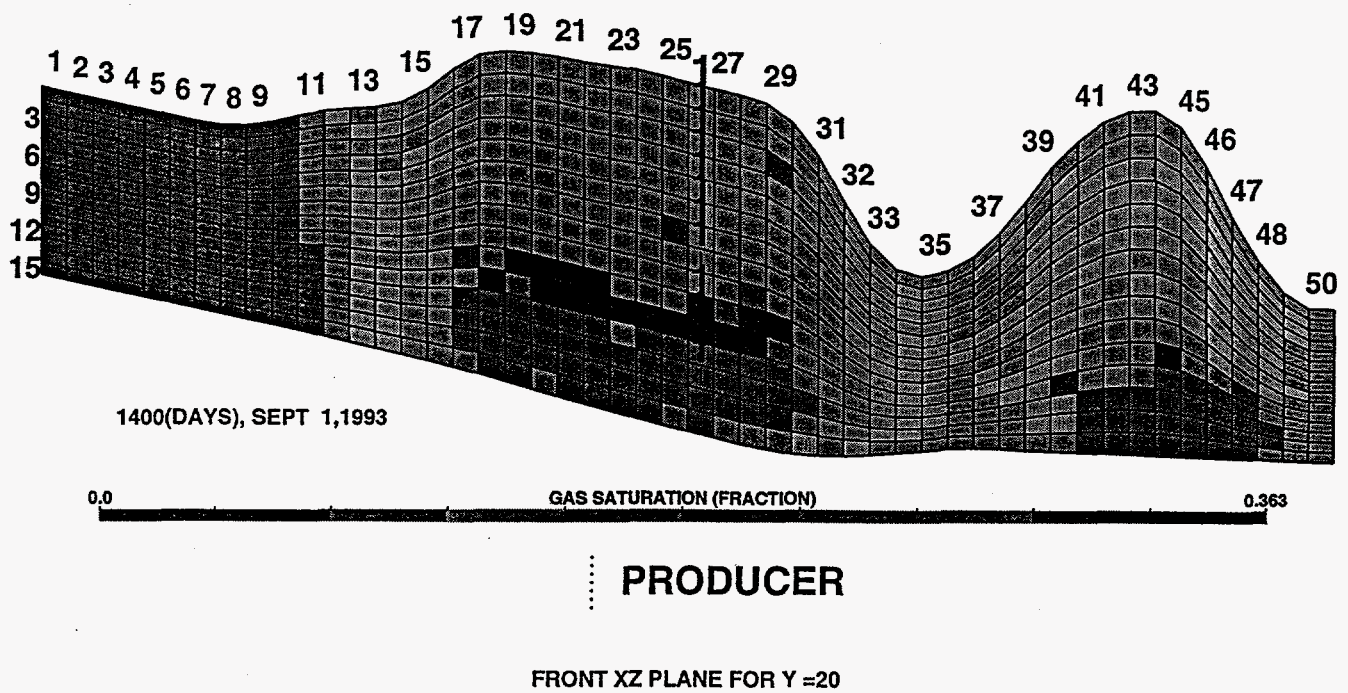 17 19 21 23 25 27 29
1 2 3 4 5 6 7 8 9 11 13 15
41 43 45
39 46
31
32 47
33 37 48
35 50
3
6
9
12
15
1400(DAYS), SEPT 1,1993
0.0 GAS SATURATION (FRACTION) 0.363
PRODUCER
FRONT XZ PLANE FOR Y =20